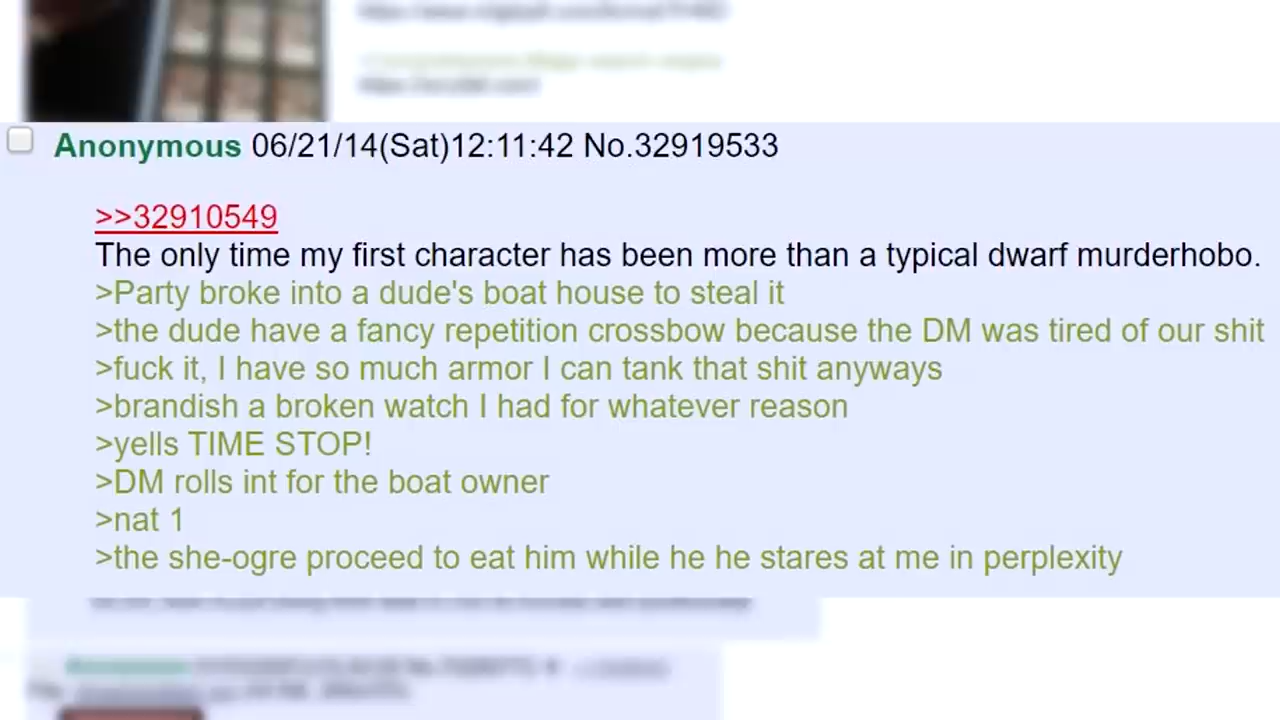 Anonymous 06/21/14(Sat)12:11:42 No.32919533
>>32910549
The only time my first character has been more than a typical dwarf murderhobo.
>Party broke into a dude's boat house to steal it
>the dude have a fancy repetition crossbow because the DM was tired of our shit
>fuck it, I have so much armor I can tank that shit anyways
>brandish a broken watch I had for whatever reason
>yells TIME STOP!
>DM rolls int for the boat owner
>nat 1
>the she-ogre proceed to eat him while he he stares at me in perplexity